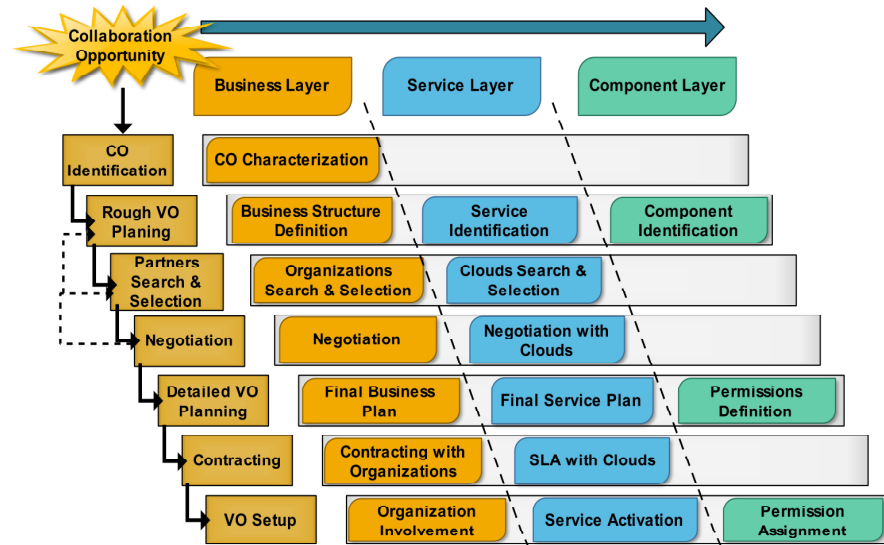 Collaboration
Opportunity
Business Layer
Service Layer
Component Layer
CO
Identification
CO Characterization
Rough VO
Planing
Business Structure
Definition
Service
Identification
Component
Identification
Partners
Search &
Selection
Organizations
Search & Selection
Clouds Search &
Selection
Negotiation
Negotiation
Negotiation with
Clouds
Detailed VO
Planning
Final Business
Plan
Final Service Plan
Permissions
Definition
Contracting
Contracting with
Organizations
SLA with Clouds
VO Setup
Organization
Involvement
Service Activation
Permission
Assignment